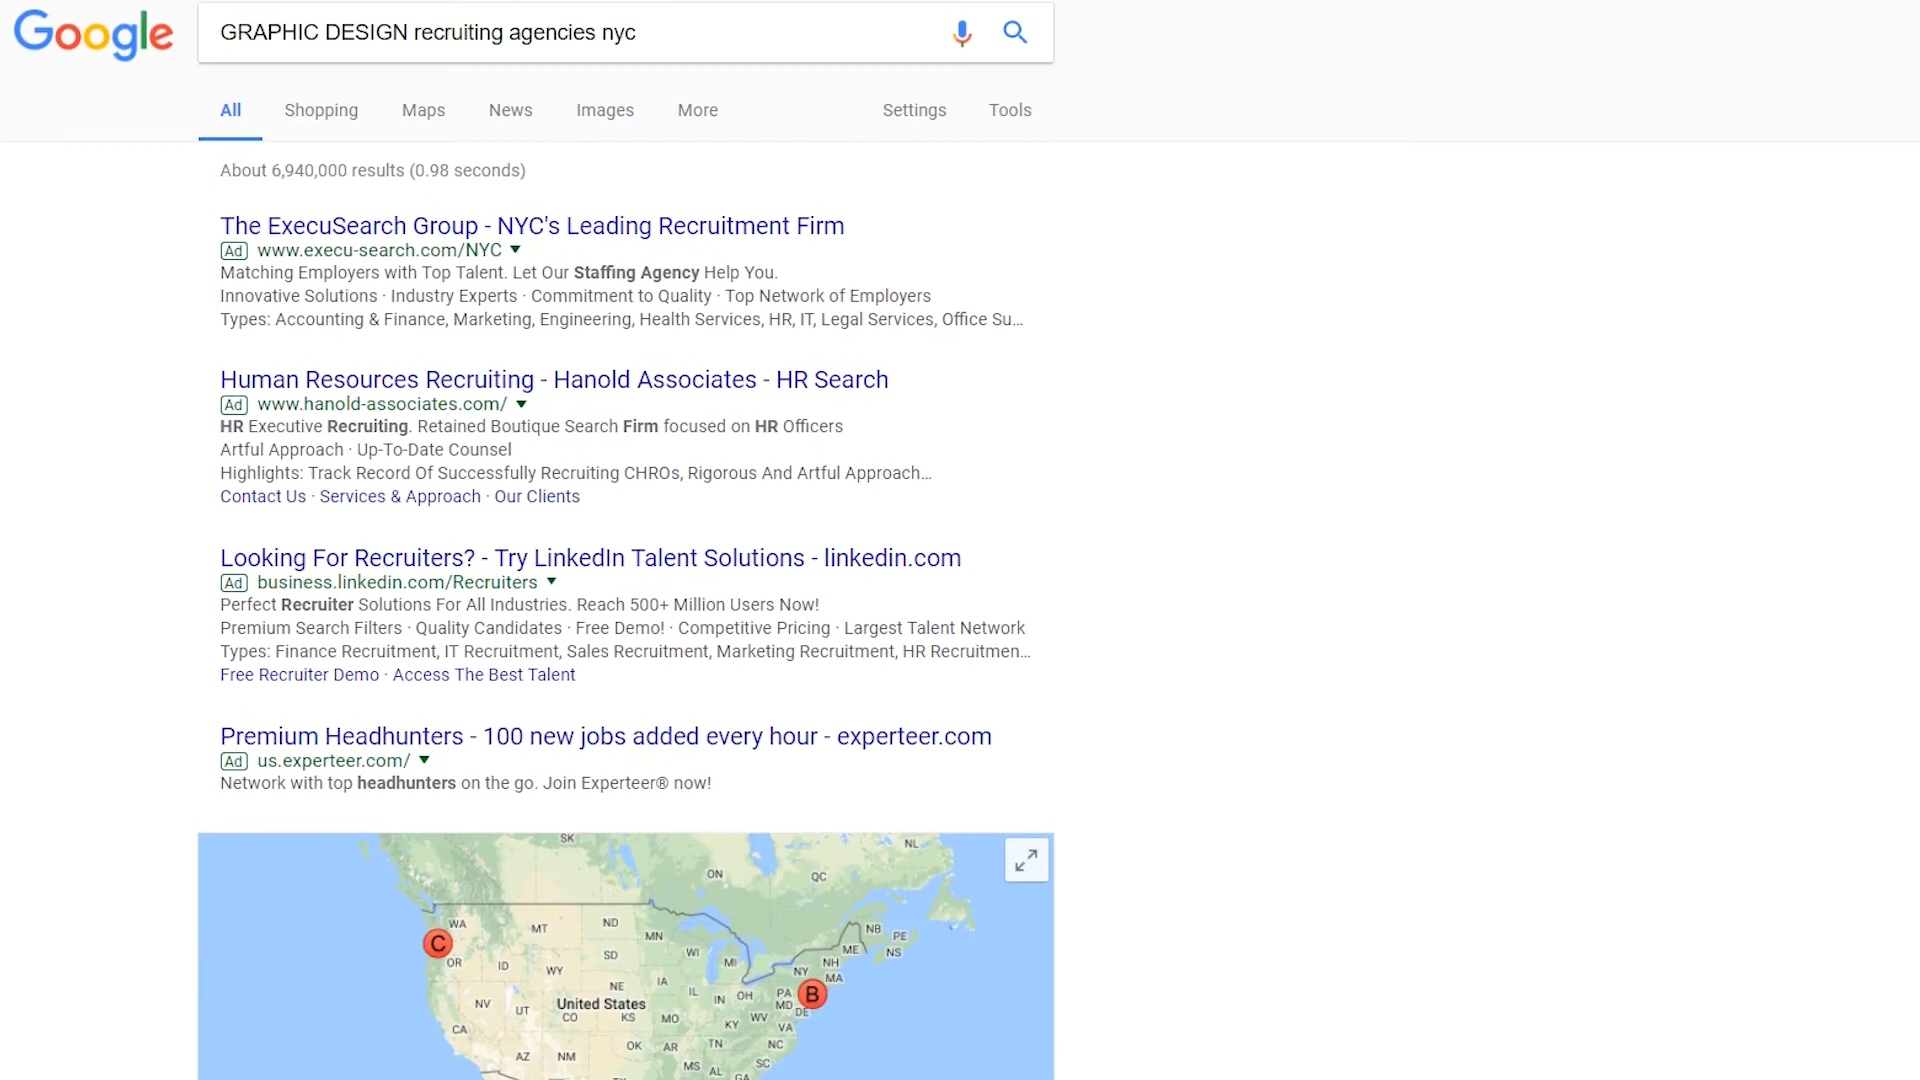 Google
GRAPHIC DESIGN recruiting agencies nyc
All Shopping Maps News Images More Settings Tools
About 6,940,000 results (0.98 seconds)
The ExecuSearch Group - NYC's Leading Recruitment Firm
Ad www.execu-search.com/NYC
Matching Employers with Top Talent. Let Our Staffing Agency Help You.
Innovative Solutions · Industry Experts · Commitment to Quality · Top Network of Employers
Types: Accounting & Finance, Marketing, Engineering, Health Services, HR, IT, Legal Services, Office Su...
Human Resources Recruiting - Hanold Associates - HR Search
Ad www.hanold-associates.com/
HR Executive Recruiting. Retained Boutique Search Firm focused on HR Officers
Artful Approach · Up-To-Date Counsel
Highlights: Track Record Of Successfully Recruiting CHROs, Rigorous And Artful Approach...
Contact Us · Services & Approach · Our Clients
Looking For Recruiters? - Try LinkedIn Talent Solutions - linkedin.com
Ad business.linkedin.com/Recruiters
Perfect Recruiter Solutions For All Industries. Reach 500+ Million Users Now!
Premium Search Filters · Quality Candidates · Free Demo! · Competitive Pricing · Largest Talent Network
Types: Finance Recruitment, IT Recruitment, Sales Recruitment, Marketing Recruitment, HR Recruitmen...
Free Recruiter Demo · Access The Best Talent
Premium Headhunters - 100 new jobs added every hour - experteer.com
Ad us.experteer.com/
Network with top headhunters on the go. Join Experteer® now!
SK NL
ON QC
WA MT ND MN NB PE
C OR ID WY SD WI MI ME NS
NY NH MA
NE IA IL IN OH PA B
NV UT United States MD DE
CO KS MO KY WV VA
CA OK AR TN NC
AZ NM MS AL SC
GA